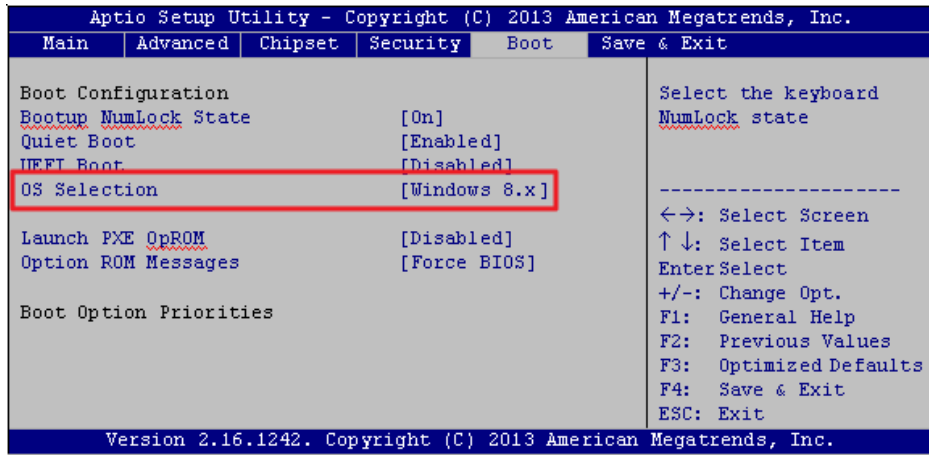 Aptio Setup Utility - Copyright (C) 2013 American Megatrends, Inc.
Main Advanced Chipset Security Boot Save & Exit
Boot Configuration
Bootup NumLock State [On]
Quiet Boot [Enabled]
UEFI Boot [Disabled]
OS Selection [Windows 8.x]
Launch PXE OpROM [Disabled]
Option ROM Messages [Force BIOS]
Boot Option Priorities
Select the keyboard
NumLock state
---------------------
←→: Select Screen
↑↓: Select Item
Enter Select
+/-: Change Opt.
F1: General Help
F2: Previous Values
F3: Optimized Defaults
F4: Save & Exit
ESC: Exit
Version 2.16.1242. Copyright (C) 2013 American Megatrends, Inc.